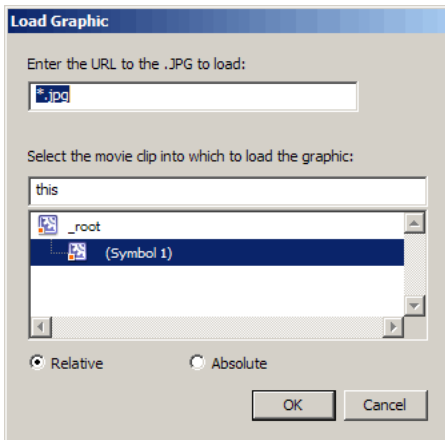 Load Graphic
Enter the URL to the .JPG to load:
*.jpg
Select the movie clip into which to load the graphic:
this
_root
(Symbol 1)
Relative
Absolute
OK
Cancel